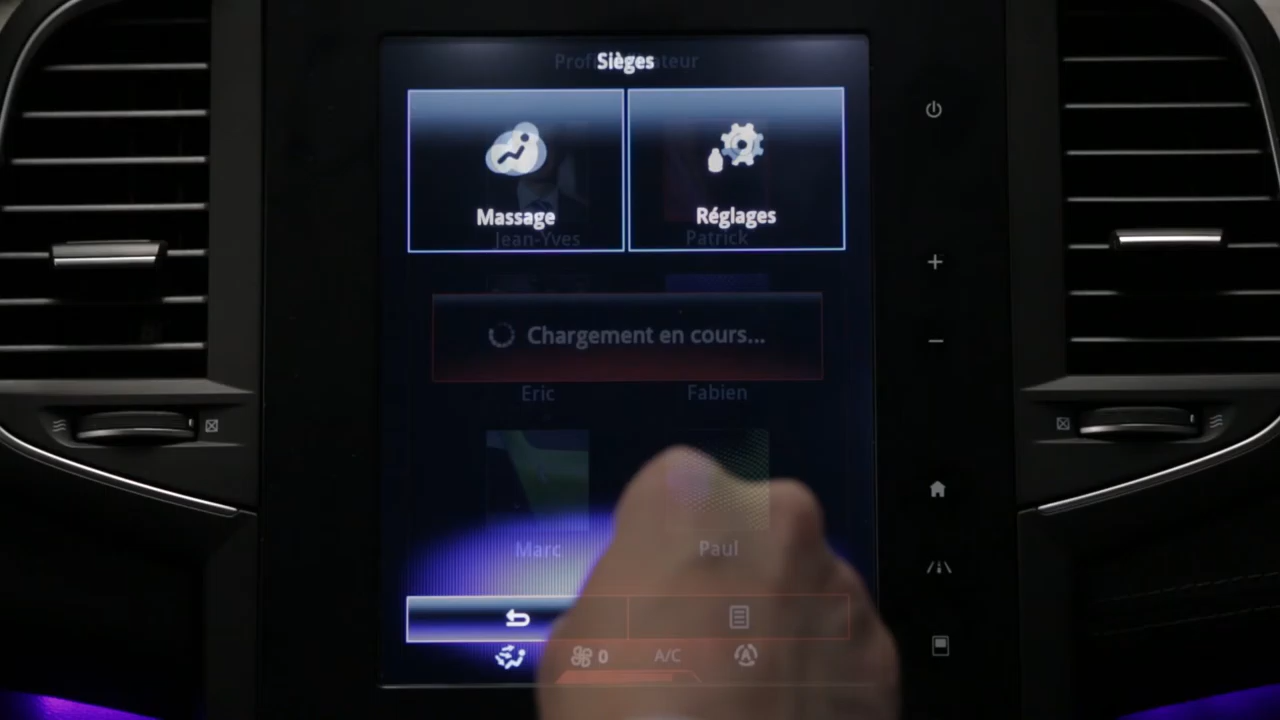 Sièges
Massage
Réglages
Jean-Yves
Patrick
Chargement en cours...
Eric
Fabien
Marc
Paul
0
A/C